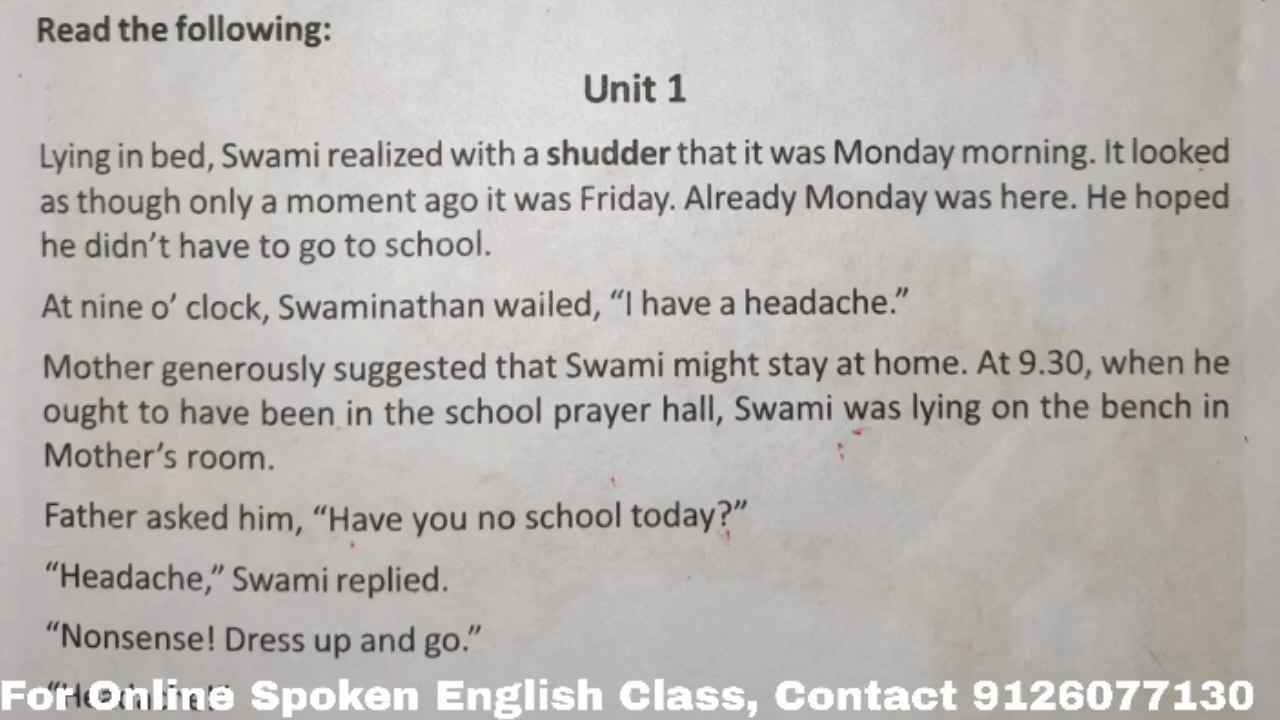 Read the following:
Unit 1
Lying in bed, Swami realized with a shudder that it was Monday morning. It looked
as though only a moment ago it was Friday. Already Monday was here. He hoped
he didn’t have to go to school.
At nine o’ clock, Swaminathan wailed, “I have a headache.”
Mother generously suggested that Swami might stay at home. At 9.30, when he
ought to have been in the school prayer hall, Swami was lying on the bench in
Mother’s room.
Father asked him, “Have you no school today?”
“Headache,” Swami replied.
“Nonsense! Dress up and go.”
For Online Spoken English Class, Contact 9126077130